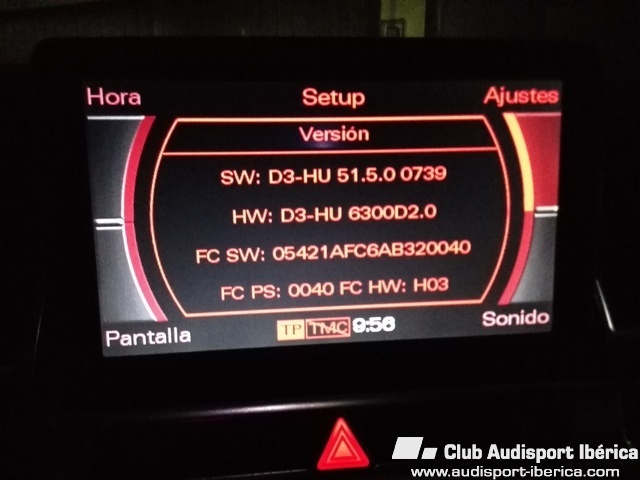 Hora Setup Ajustes
Versión
SW: D3-HU 51.5.0 0739
HW: D3-HU 6300D2.0
FC SW: 05421AFC6AB320040
FC PS: 0040 FC HW: H03
Pantalla TP TMC 9:56 Sonido
Club Audisport Ibérica
www.audisport-iberica.com